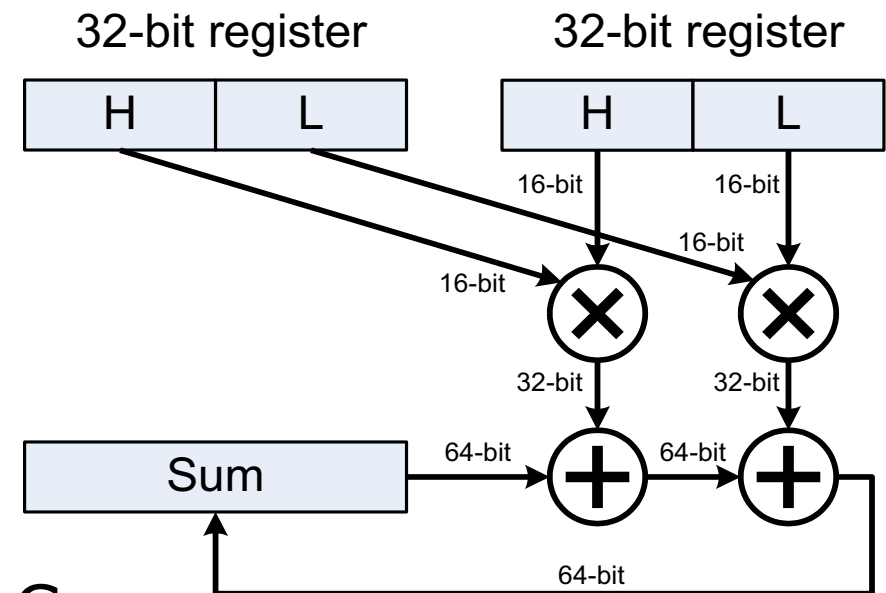 32-bit register 32-bit register
H L H L
16-bit 16-bit
16-bit
16-bit
32-bit 32-bit
Sum 64-bit 64-bit
64-bit